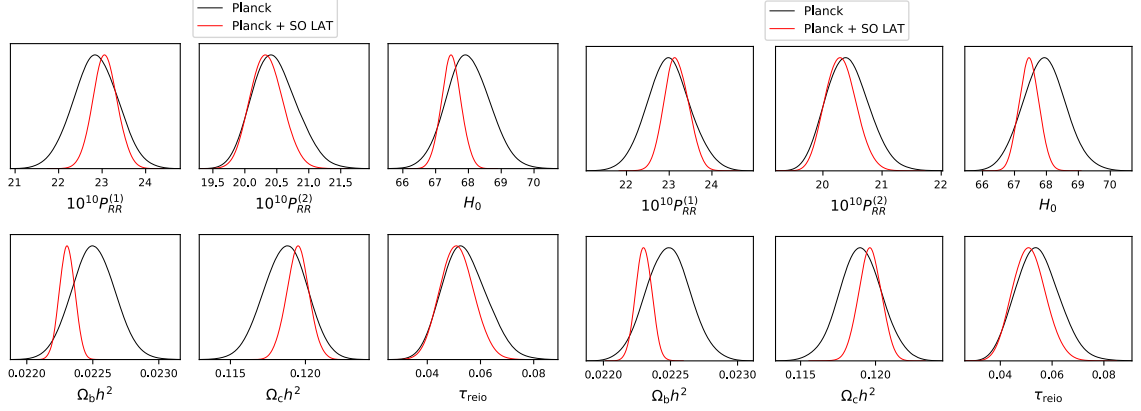 Planck
Planck + SO LAT
21 22 23 24
10^{10}P_{RR}^{(1)}
19.5 20.0 20.5 21.0 21.5
10^{10}P_{RR}^{(2)}
66 67 68 69 70
H_0
0.0220 0.0225 0.0230
Ω_b h^2
0.115 0.120
Ω_c h^2
0.04 0.06 0.08
τ_{reio}
Planck
Planck + SO LAT
22 23 24
10^{10}P_{RR}^{(1)}
20 21 22
10^{10}P_{RR}^{(2)}
66 67 68 69 70
H_0
0.0220 0.0225 0.0230
Ω_b h^2
0.115 0.120
Ω_c h^2
0.04 0.06 0.08
τ_{reio}